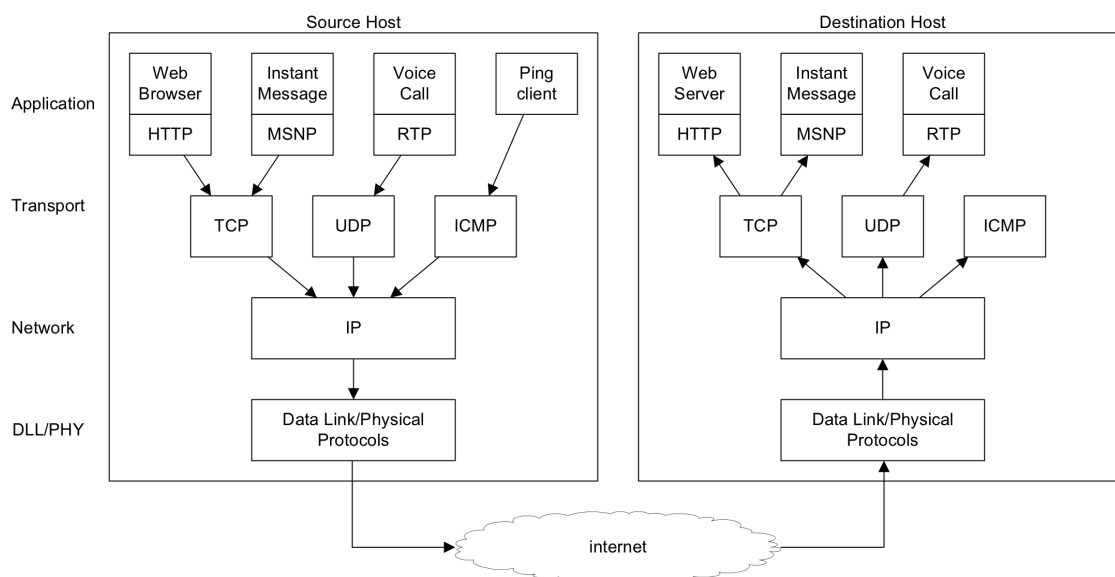 Source Host
Destination Host
Application
Web
Browser
HTTP
Instant
Message
MSNP
Voice
Call
RTP
Ping
client
Web
Server
HTTP
Instant
Message
MSNP
Voice
Call
RTP
Transport
TCP
UDP
ICMP
TCP
UDP
ICMP
Network
IP
IP
DLL/PHY
Data Link/Physical
Protocols
Data Link/Physical
Protocols
internet